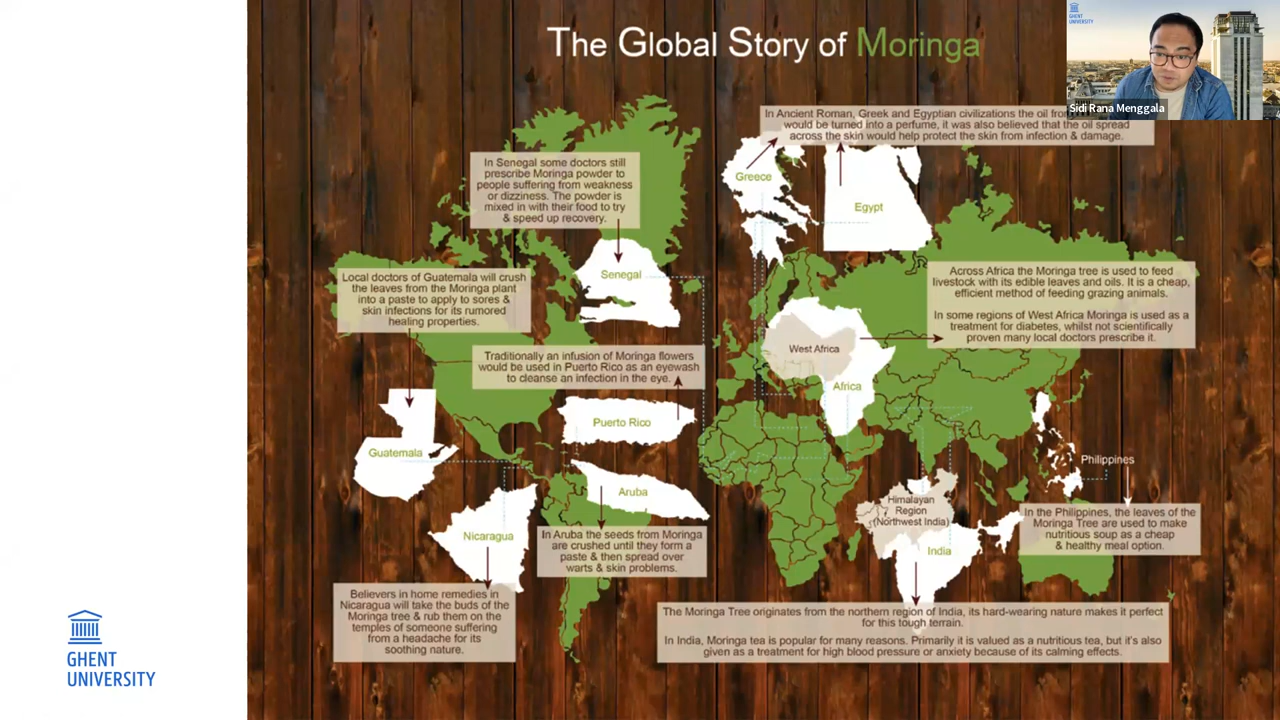 The Global Story of Moringa
GHENT
UNIVERSITY
Sidi Rana Menggala
In Ancient Roman, Greek and Egyptian civilizations the oil
would be turned into a perfume, it was also believed that the oil spread
across the skin would help protect the skin from infection & damage.
Greece
Egypt
In Senegal some doctors still
prescribe Moringa powder to
people suffering from weakness
or dizziness. The powder is
mixed in with their food to try
& speed up recovery.
Senegal
Local doctors of Guatemala will crush
the leaves from the Moringa plant
into a paste to apply to sores &
skin infections for its rumored
healing properties.
Across Africa the Moringa tree is used to feed
livestock with its edible leaves and oils. It is a cheap,
efficient method of feeding grazing animals.
In some regions of West Africa Moringa is used as a
treatment for diabetes, whilst not scientifically
proven many local doctors prescribe it.
West Africa
Africa
Traditionally an infusion of Moringa flowers
would be used in Puerto Rico as an eyewash
to cleanse an infection in the eye.
Puerto Rico
Guatemala
Aruba
Philippines
Himalayan
Region
(Northwest India)
India
Nicaragua
In Aruba the seeds from Moringa
are crushed until they form a
paste & then spread over
warts & skin problems.
In the Philippines, the leaves of the
Moringa Tree are used to make
nutritious soup as a cheap
& healthy meal option.
Believers in home remedies in
Nicaragua will take the buds of the
Moringa tree & rub them on the
temples of someone suffering
from a headache for its
soothing nature.
The Moringa Tree originates from the northern region of India, its hard-wearing nature makes it perfect
for this tough terrain.
In India, Moringa tea is popular for many reasons. Primarily it is valued as a nutritious tea, but it's also
given as a treatment for high blood pressure or anxiety because of its calming effects.
GHENT
UNIVERSITY